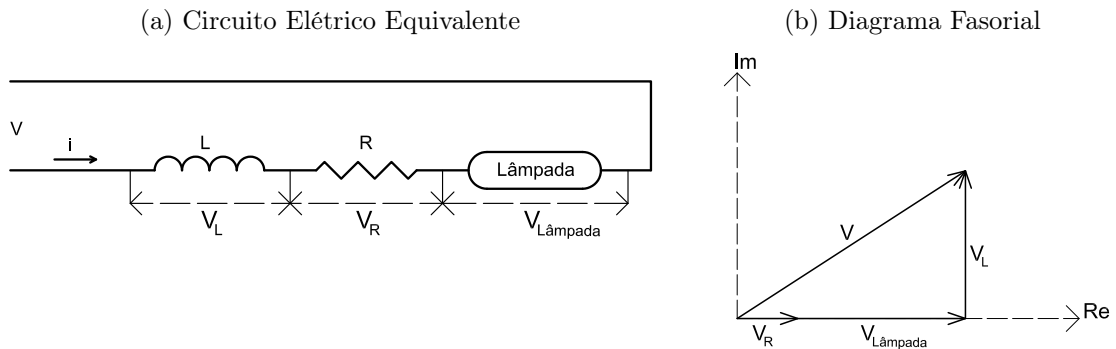 (a) Circuito Elétrico Equivalente
V
i
L
R
Lâmpada
V_L
V_R
V_Lâmpada
(b) Diagrama Fasorial
Im
V
V_L
V_R
V_Lâmpada
Re